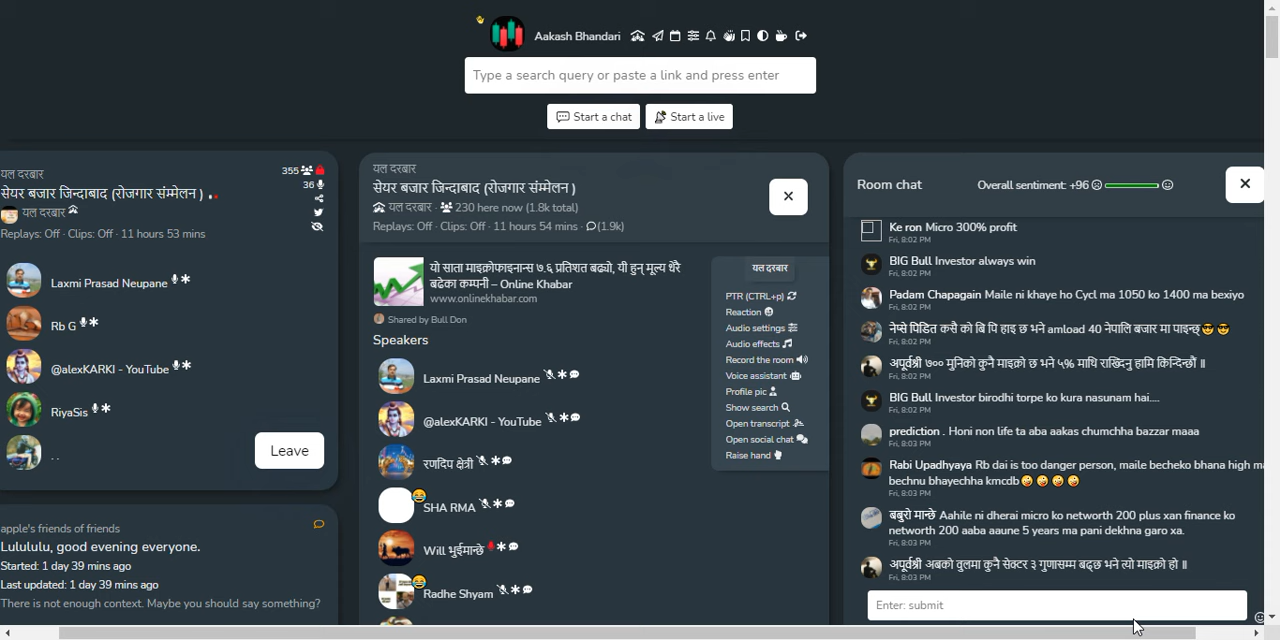 Aakash Bhandari
Type a search query or paste a link and press enter
Start a chat
Start a live
यल दरबार
355
सेयर बजार जिन्दाबाद (रोजगार संम्मेलन )
36
यल दरबार
Replays: Off · Clips: Off · 11 hours 53 mins
Laxmi Prasad Neupane
Rb G
@alexKARKI - YouTube
RiyaSis
. .
Leave
apple's friends of friends
Lulululu, good evening everyone.
Started: 1 day 39 mins ago
Last updated: 1 day 39 mins ago
There is not enough context. Maybe you should say something?
यल दरबार
सेयर बजार जिन्दाबाद (रोजगार संम्मेलन )
यल दरबार · 230 here now (1.8k total)
Replays: Off · Clips: Off · 11 hours 54 mins · (1.9k)
यो साता माइक्रोफाइनान्स ७.६ प्रतिशत बढ्यो, यी हुन् मूल्य धेरै
बढेका कम्पनी – Online Khabar
www.onlinekhabar.com
Shared by Bull Don
Speakers
Laxmi Prasad Neupane
@alexKARKI - YouTube
रणदिप क्षेत्री
SHA RMA
Will भुईमान्छे
Radhe Shyam
यल दरबार
PTR (CTRL+p)
Reaction
Audio settings
Audio effects
Record the room
Voice assistant
Profile pic
Show search
Open transcript
Open social chat
Raise hand
Room chat
Overall sentiment: +96
Ke ron Micro 300% profit
Fri, 8:02 PM
BIG Bull Investor always win
Fri, 8:02 PM
Padam Chapagain Maile ni khaye ho Cycl ma 1050 ko 1400 ma bexiyo
Fri, 8:02 PM
नेप्से पिडित कसै को बि पि हाइ छ भने amload 40 नेपालि बजार मा पाइन्छ्😎 😎
Fri, 8:02 PM
अपूर्वश्री ७०० मुनिको कुनै माइक्रो छ भने ५% माथि राखिदिनु हामि किन्दिन्छौं ॥
Fri, 8:02 PM
BIG Bull Investor birodhi torpe ko kura nasunam hai....
Fri, 8:02 PM
prediction . Honi non life ta aba aakas chumchha bazzar maaa
Fri, 8:03 PM
Rabi Upadhyaya Rb dai is too danger person, maile becheko bhana high ma
bechnu bhayechha kmcdb🤪 🤪 🤪 🤪
Fri, 8:03 PM
बबुरो मान्छे Aahile ni dherai micro ko networth 200 plus xan finance ko
networth 200 aaba aaune 5 years ma pani dekhna garo xa.
Fri, 8:03 PM
अपूर्वश्री अबको वुलमा कुनै सेक्टर ३ गुणासम्म बढ्छ भने त्यो माइक्रो हो ॥
Fri, 8:03 PM
Enter: submit